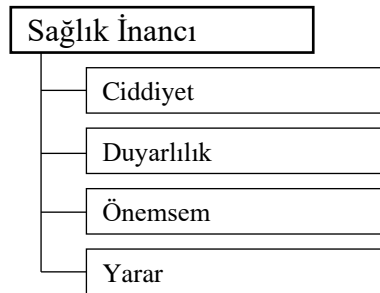 Sağlık İnancı
Ciddiyet
Duyarlılık
Önemsem
Yarar